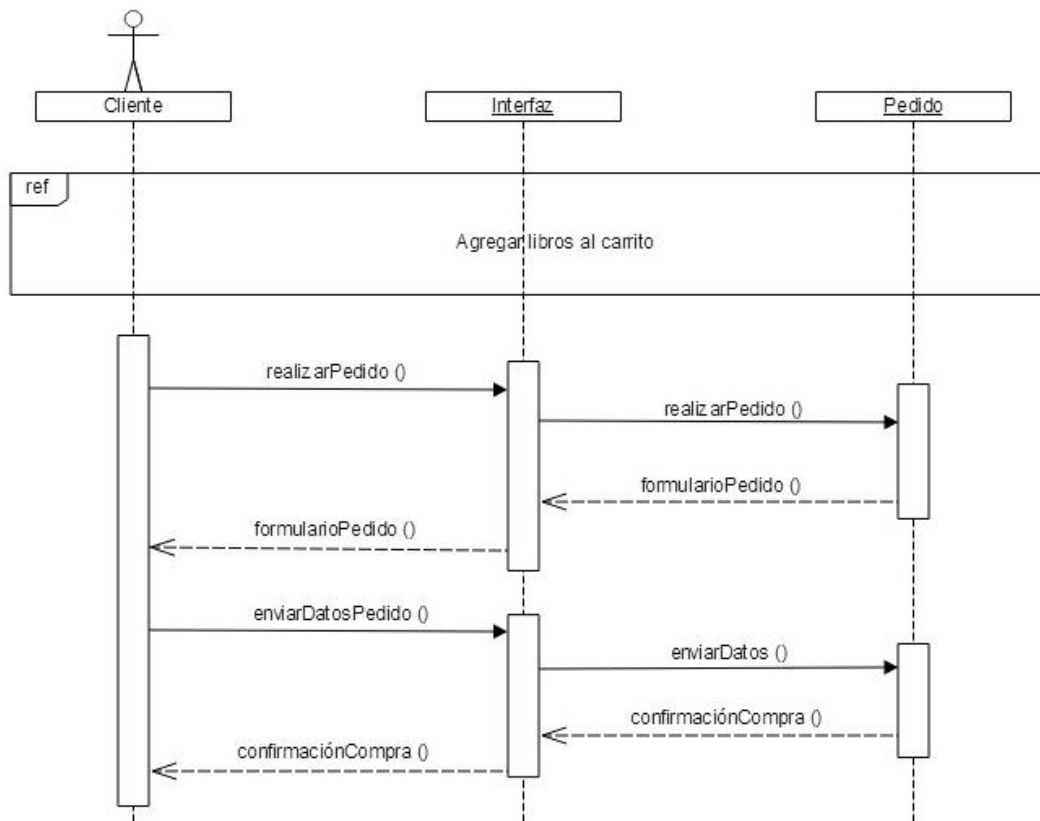 Cliente
Interfaz
Pedido
ref
Agregar libros al carrito
realizarPedido ()
realizarPedido ()
formularioPedido ()
formularioPedido ()
enviarDatosPedido ()
enviarDatos ()
confirmaciónCompra ()
confirmaciónCompra ()